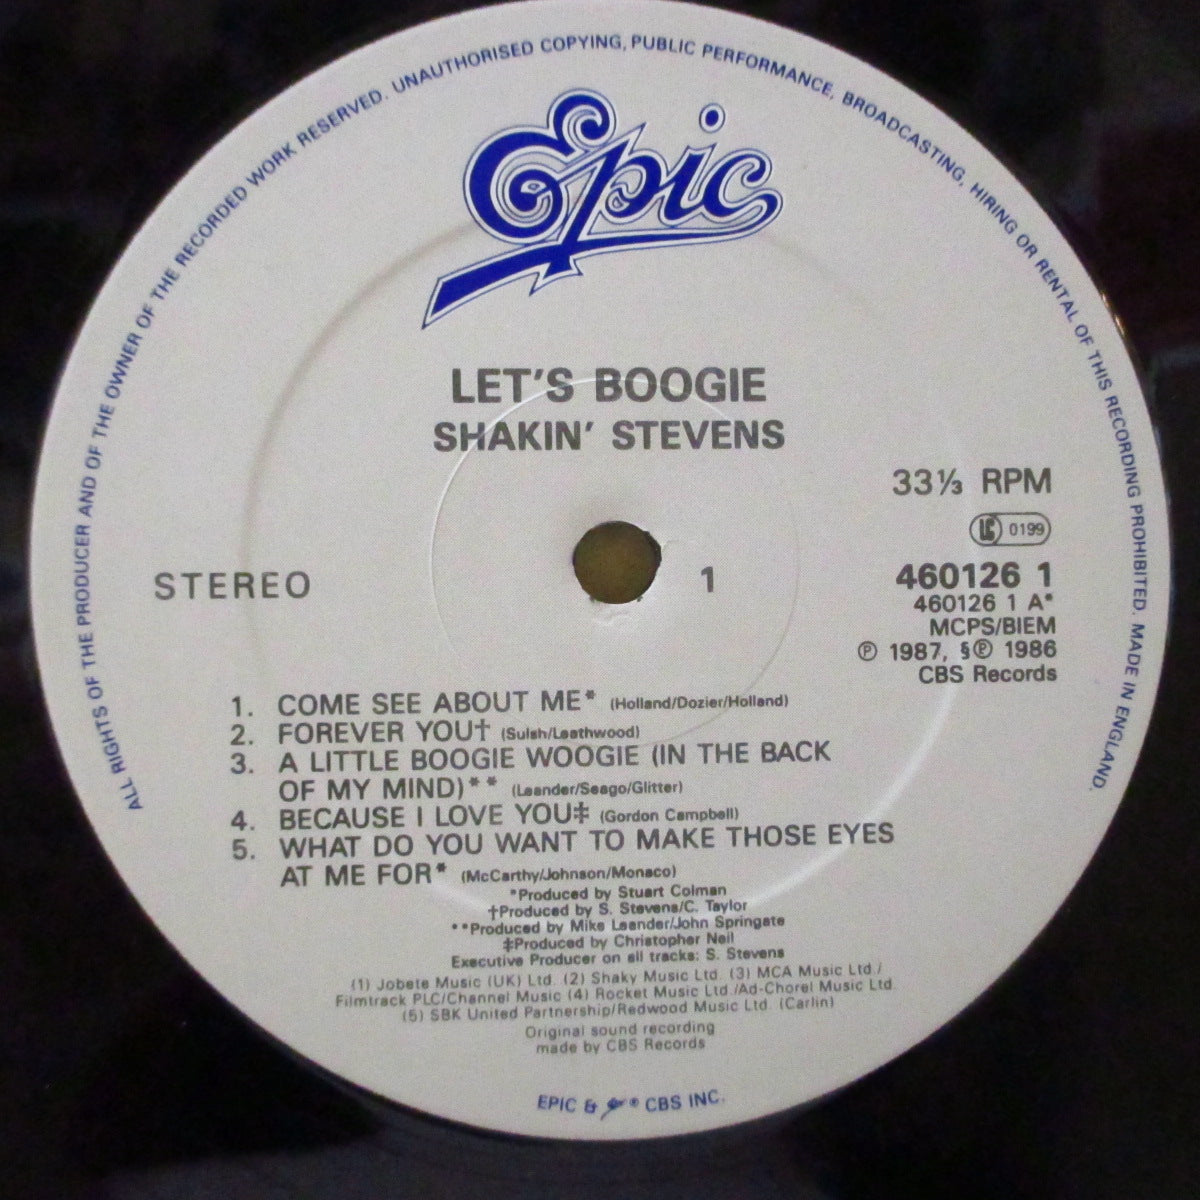 ALL RIGHTS OF THE PRODUCER AND OF THE OWNER OF THE RECORDED WORK RESERVED. UNAUTHORISED COPYING, PUBLIC PERFORMANCE, BROADCASTING, HIRING OR RENTAL OF THIS RECORDING PROHIBITED. MADE IN ENGLAND.
Epic
LET'S BOOGIE
SHAKIN' STEVENS
33⅓ RPM
LC 0199
STEREO
1
460126 1
460126 1 A*
MCPS/BIEM
℗ 1987, §℗ 1986
CBS Records
1. COME SEE ABOUT ME* (Holland/Dozier/Holland)
2. FOREVER YOU† (Suish/Leathwood)
3. A LITTLE BOOGIE WOOGIE (IN THE BACK
OF MY MIND)** (Leander/Seago/Glitter)
4. BECAUSE I LOVE YOU‡ (Gordon Campbell)
5. WHAT DO YOU WANT TO MAKE THOSE EYES
AT ME FOR* (McCarthy/Johnson/Monaco)
*Produced by Stuart Colman
†Produced by S. Stevens/C. Taylor
**Produced by Mike Leander/John Springate
‡Produced by Christopher Neil
Executive Producer on all tracks: S. Stevens
(1) Jobete Music (UK) Ltd. (2) Shaky Music Ltd. (3) MCA Music Ltd./
Filmtrack PLC/Channel Music (4) Rocket Music Ltd./Ad-Chorel Music Ltd.
(5) SBK United Partnership/Redwood Music Ltd. (Carlin)
Original sound recording
made by CBS Records
EPIC & ® CBS INC.